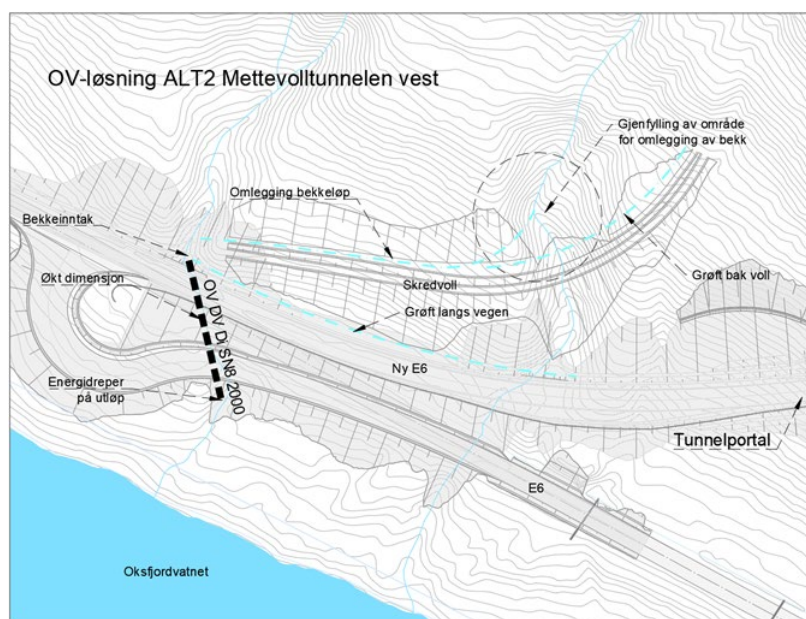 OV-løsning ALT2 Mettevolltunnelen vest
Gjenfylling av område
for omlegging av bekk
Omlegging bekkeløp
Bekkeinntak
Økt dimensjon
Skredvoll
Grøft bak voll
Grøft langs vegen
OV DV Di SN8 2000
Ny E6
Energidreper
på utløp
Tunnelportal
E6
Oksfjordvatnet